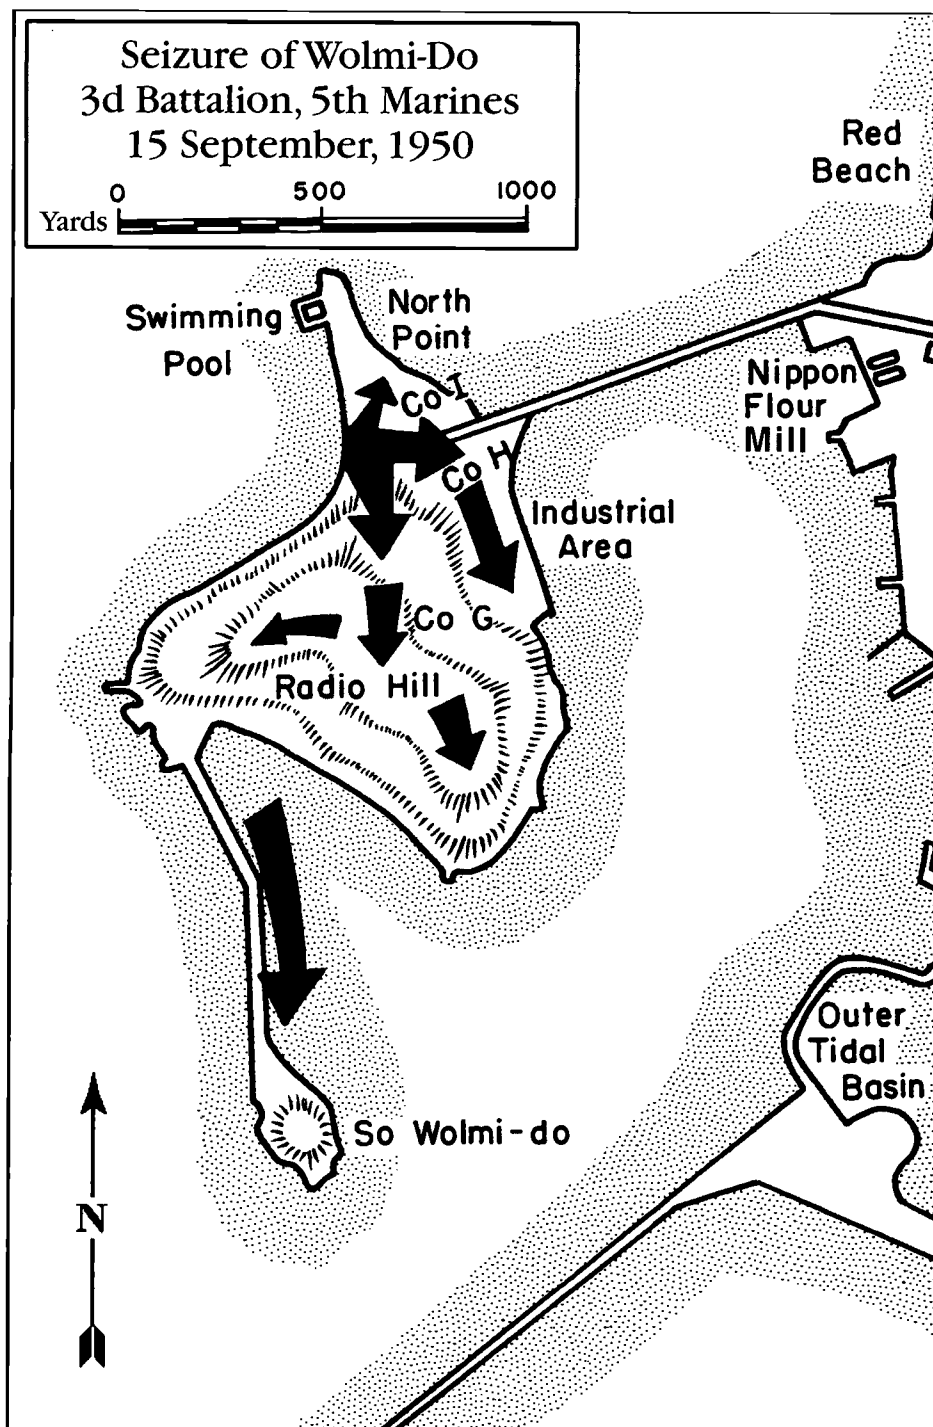 Seizure of Wolmi-Do
3d Battalion, 5th Marines
15 September, 1950
0 500 1000
Yards
Red
Beach
Swimming
Pool
North
Point
Co I
Nippon
Flour
Mill
Co H
Industrial
Area
Co G
Radio Hill
Outer
Tidal
Basin
So Wolmi-do
N